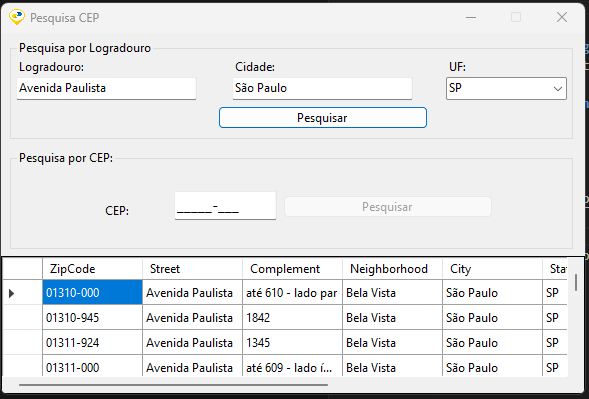 Pesquisa CEP
Pesquisa por Logradouro
Logradouro: Cidade: UF:
Avenida Paulista São Paulo SP
Pesquisar
Pesquisa por CEP:
CEP: _____-___ Pesquisar
ZipCode Street Complement Neighborhood City Sta
01310-000 Avenida Paulista até 610 - lado par Bela Vista São Paulo SP
01310-945 Avenida Paulista 1842 Bela Vista São Paulo SP
01311-924 Avenida Paulista 1345 Bela Vista São Paulo SP
01311-000 Avenida Paulista até 609 - lado í... Bela Vista São Paulo SP